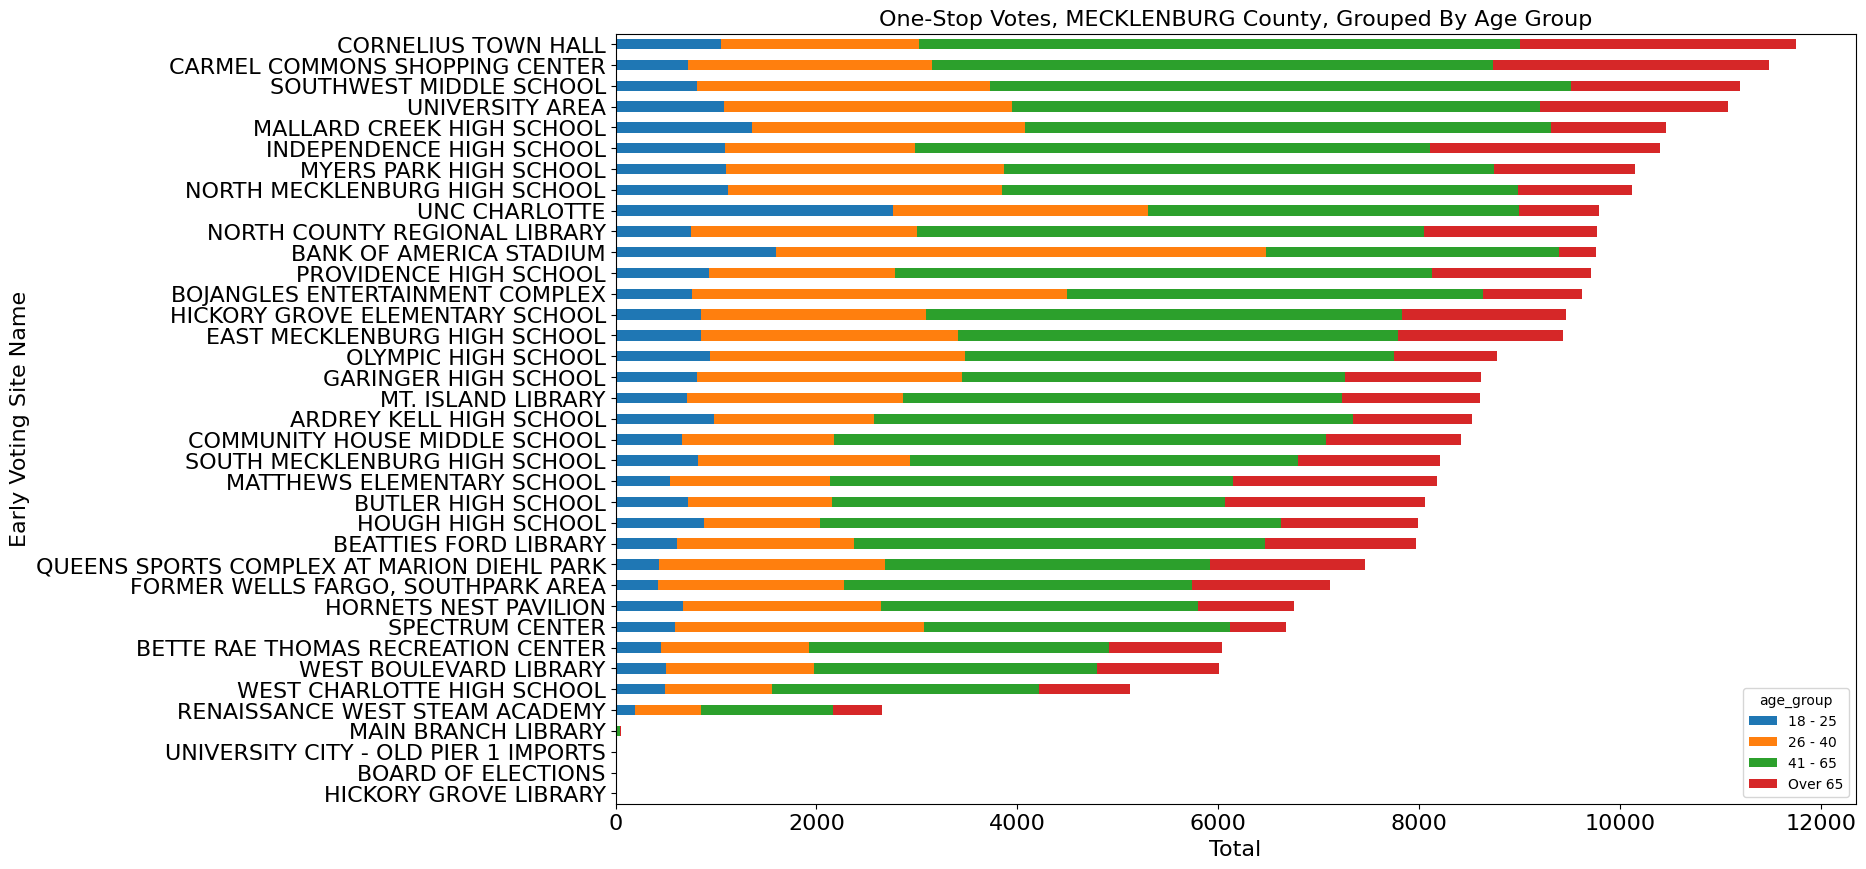 One-Stop Votes, MECKLENBURG County, Grouped By Age Group
Early Voting Site Name
CORNELIUS TOWN HALL
CARMEL COMMONS SHOPPING CENTER
SOUTHWEST MIDDLE SCHOOL
UNIVERSITY AREA
MALLARD CREEK HIGH SCHOOL
INDEPENDENCE HIGH SCHOOL
MYERS PARK HIGH SCHOOL
NORTH MECKLENBURG HIGH SCHOOL
UNC CHARLOTTE
NORTH COUNTY REGIONAL LIBRARY
BANK OF AMERICA STADIUM
PROVIDENCE HIGH SCHOOL
BOJANGLES ENTERTAINMENT COMPLEX
HICKORY GROVE ELEMENTARY SCHOOL
EAST MECKLENBURG HIGH SCHOOL
OLYMPIC HIGH SCHOOL
GARINGER HIGH SCHOOL
MT. ISLAND LIBRARY
ARDREY KELL HIGH SCHOOL
COMMUNITY HOUSE MIDDLE SCHOOL
SOUTH MECKLENBURG HIGH SCHOOL
MATTHEWS ELEMENTARY SCHOOL
BUTLER HIGH SCHOOL
HOUGH HIGH SCHOOL
BEATTIES FORD LIBRARY
QUEENS SPORTS COMPLEX AT MARION DIEHL PARK
FORMER WELLS FARGO, SOUTHPARK AREA
HORNETS NEST PAVILION
SPECTRUM CENTER
BETTE RAE THOMAS RECREATION CENTER
WEST BOULEVARD LIBRARY
WEST CHARLOTTE HIGH SCHOOL
RENAISSANCE WEST STEAM ACADEMY
MAIN BRANCH LIBRARY
UNIVERSITY CITY - OLD PIER 1 IMPORTS
BOARD OF ELECTIONS
HICKORY GROVE LIBRARY
age_group
18 - 25
26 - 40
41 - 65
Over 65
0 2000 4000 6000 8000 10000 12000
Total